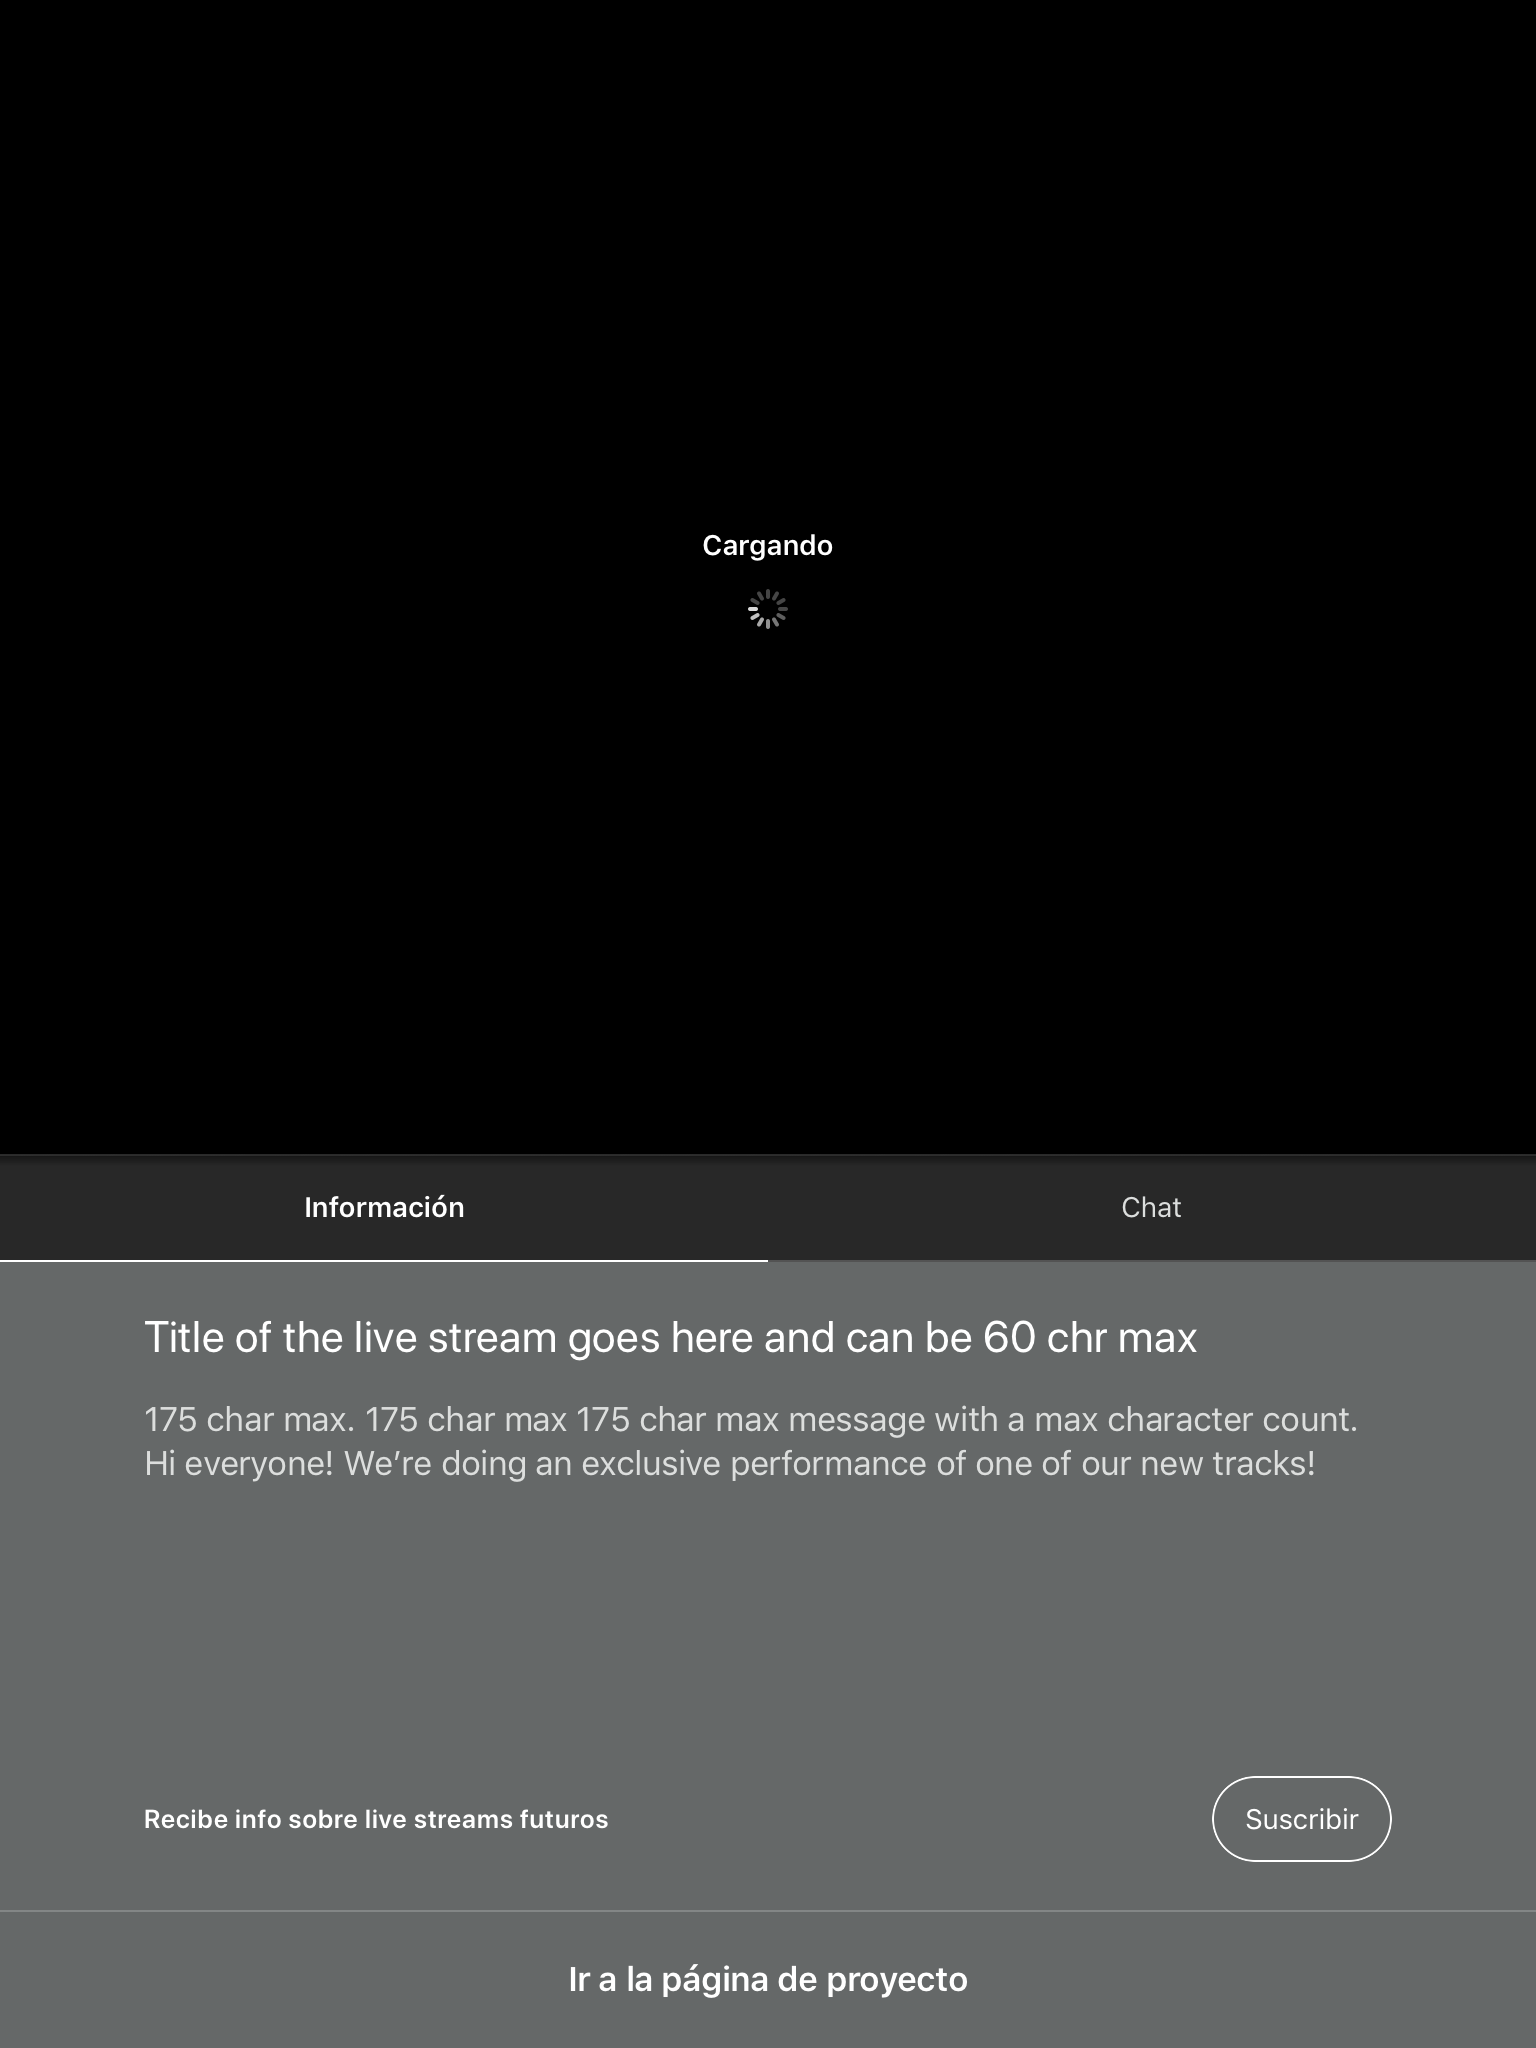 Cargando
Información
Chat
Title of the live stream goes here and can be 60 chr max
175 char max. 175 char max 175 char max message with a max character count.
Hi everyone! We’re doing an exclusive performance of one of our new tracks!
Recibe info sobre live streams futuros
Suscribir
Ir a la página de proyecto